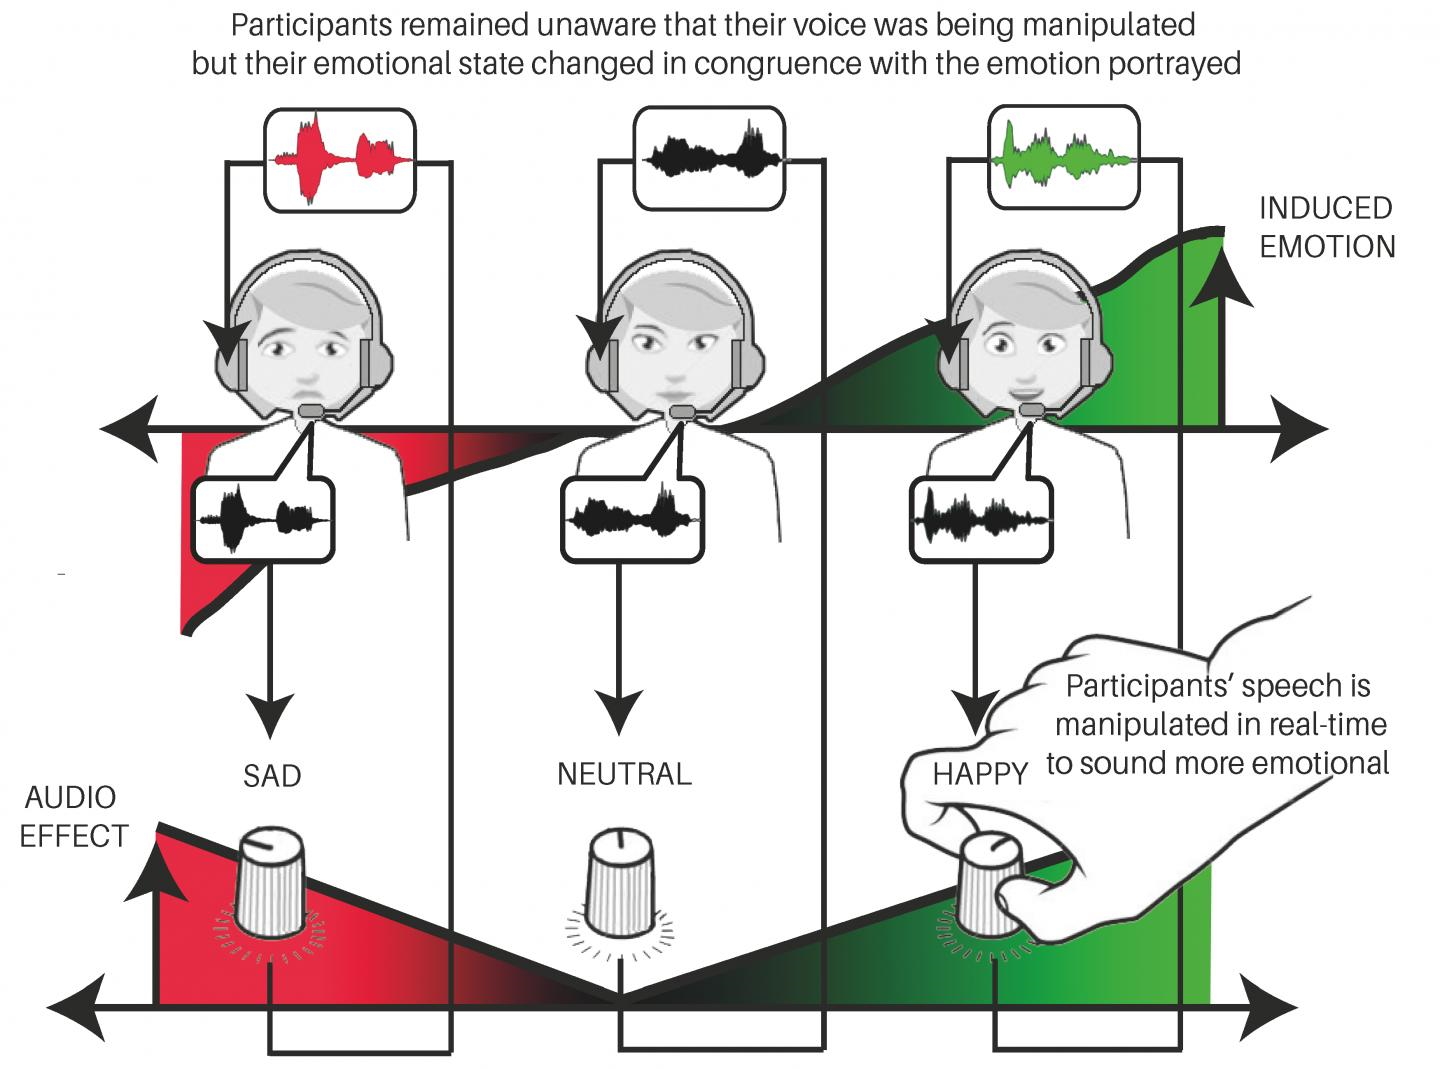 Participants remained unaware that their voice was being manipulated
but their emotional state changed in congruence with the emotion portrayed
INDUCED
EMOTION
Participants’ speech is
manipulated in real-time
to sound more emotional
SAD
NEUTRAL
HAPPY
AUDIO
EFFECT